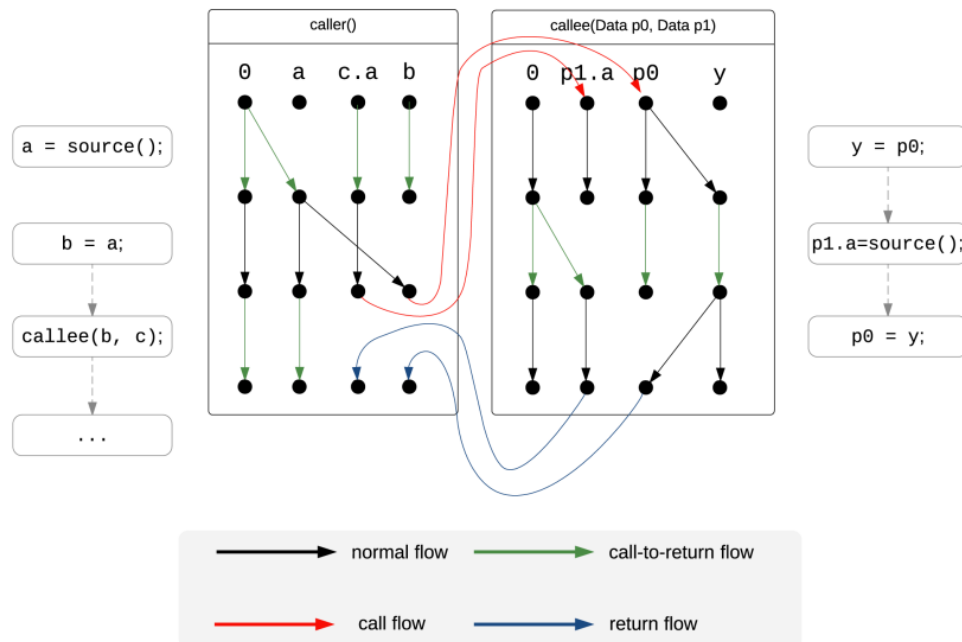 caller()
callee(Data p0, Data p1)
0 a c.a b
0 p1.a p0 y
a = source();
y = p0;
b = a;
p1.a=source();
callee(b, c);
p0 = y;
...
normal flow
call-to-return flow
call flow
return flow